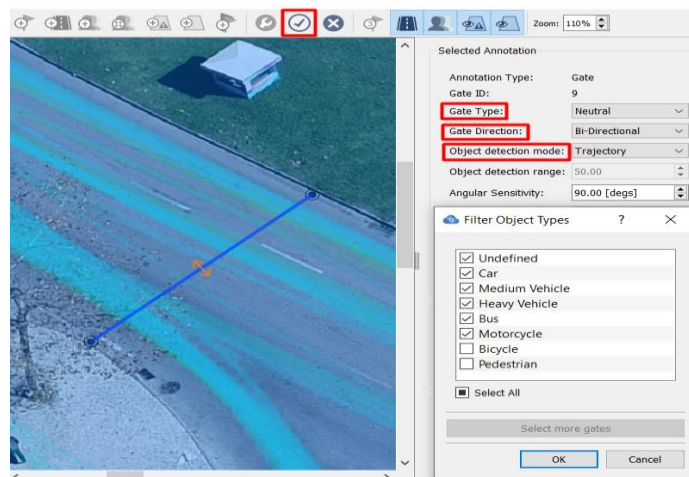 Zoom: 110%
Selected Annotation
Annotation Type: Gate
Gate ID: 9
Gate Type: Neutral
Gate Direction: Bi-Directional
Object detection mode: Trajectory
Object detection range: 50.00
Angular Sensitivity: 90.00 [degs]
Filter Object Types ? ×
Undefined
Car
Medium Vehicle
Heavy Vehicle
Bus
Motorcycle
Bicycle
Pedestrian
Select All
Select more gates
OK Cancel